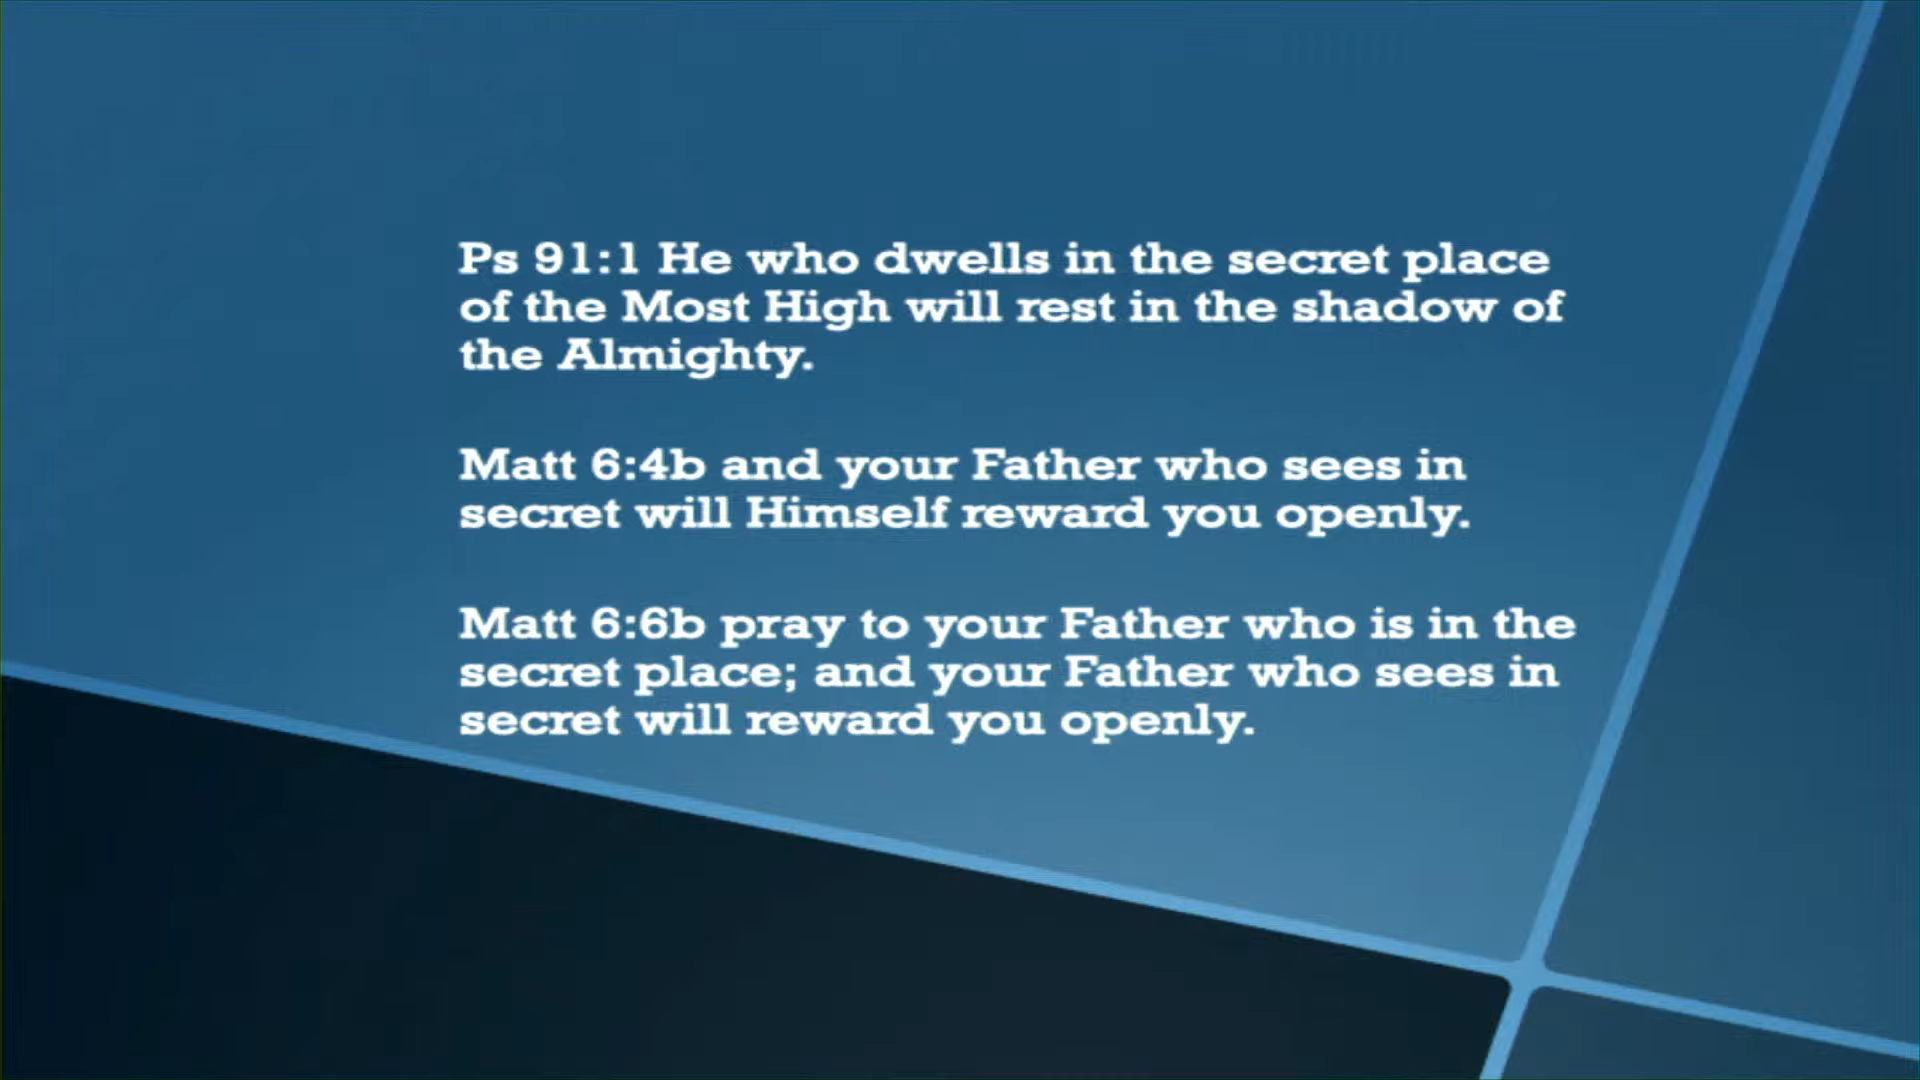 Ps 91:1 He who dwells in the secret place
of the Most High will rest in the shadow of
the Almighty.
Matt 6:4b and your Father who sees in
secret will Himself reward you openly.
Matt 6:6b pray to your Father who is in the
secret place; and your Father who sees in
secret will reward you openly.